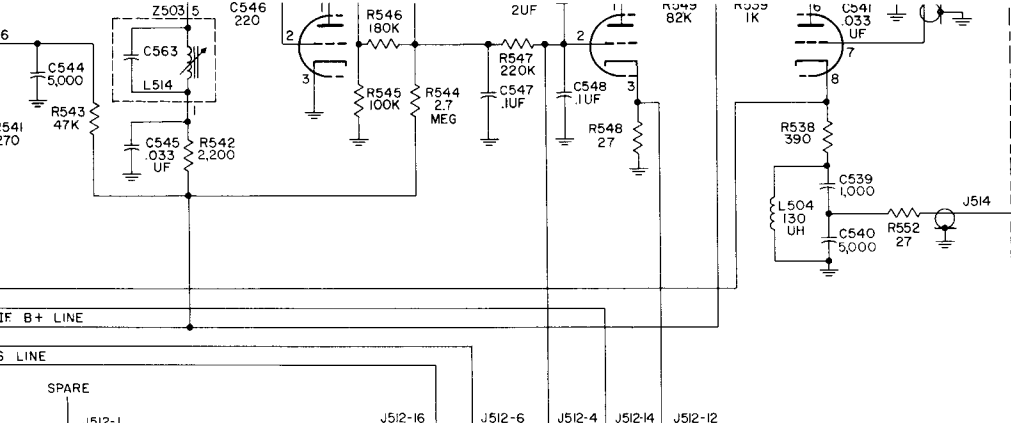 Z503 5
C546
220
R546
180K
2UF
R549
82K
R539
1K
6
C541
.033
UF
6
C563
L514
1
C544
5,000
R543
47K
270
C545
.033
UF
R542
2,200
2
3
R545
100K
R544
2.7
MEG
R547
220K
C547
.1UF
C548
.1UF
2
3
R548
27
7
8
R538
390
L504
130
UH
C539
1,000
C540
5,000
R552
27
J514
IF B+ LINE
S LINE
SPARE
J512-1
J512-16
J512-6
J512-4
J512-14
J512-12